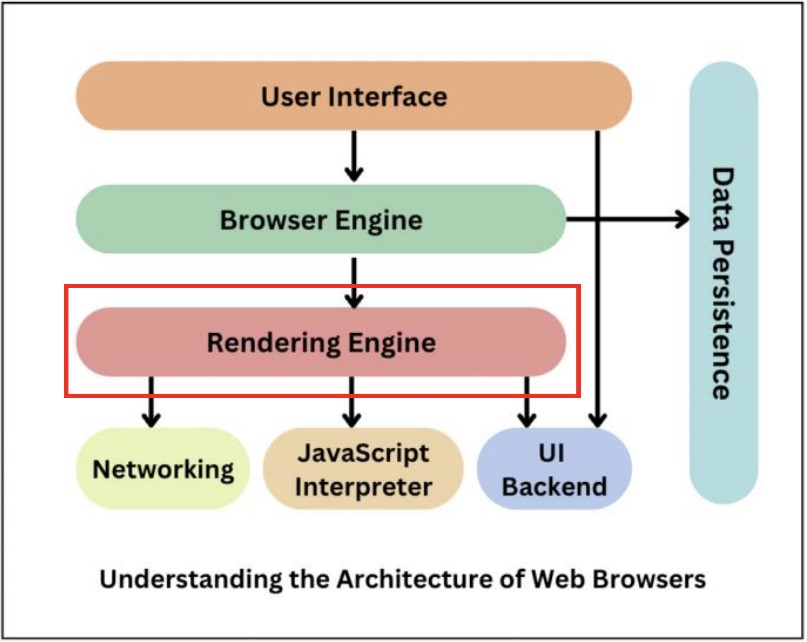 User Interface
Browser Engine
Data Persistence
Rendering Engine
Networking
JavaScript
Interpreter
UI
Backend
Understanding the Architecture of Web Browsers